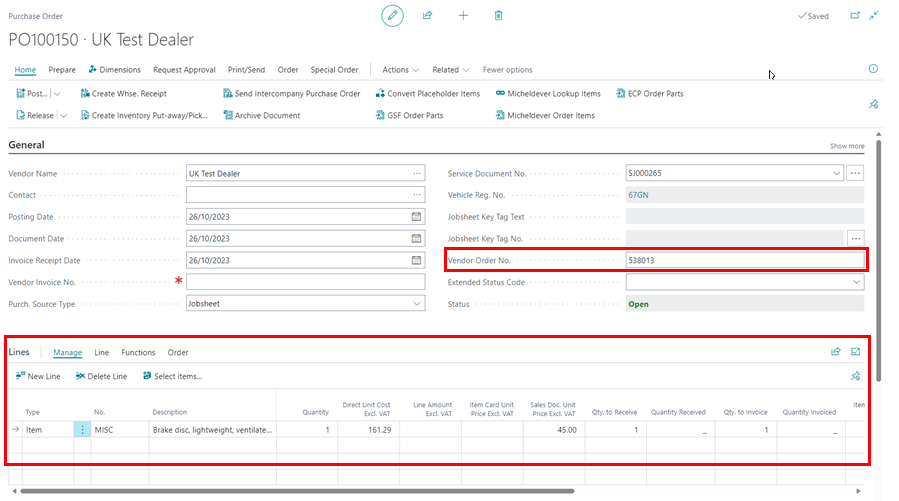 Purchase Order
Saved
PO100150 · UK Test Dealer
Home Prepare Dimensions Request Approval Print/Send Order Special Order Actions Related Fewer options
Post... Create Whse. Receipt Send Intercompany Purchase Order Convert Placeholder Items Micheldever Lookup Items ECP Order Parts
Release Create Inventory Put-away/Pick... Archive Document GSF Order Parts Micheldever Order Items
General Show more
Vendor Name UK Test Dealer Service Document No. SJ000265
Contact Vehicle Reg. No. 67GN
Posting Date 26/10/2023 Jobsheet Key Tag Text
Document Date 26/10/2023 Jobsheet Key Tag No.
Invoice Receipt Date 26/10/2023 Vendor Order No. 538013
Vendor Invoice No. * Extended Status Code
Purch. Source Type Jobsheet Status Open
Lines Manage Line Functions Order
New Line Delete Line Select items...
Type No. Description Quantity Direct Unit Cost Excl. VAT Line Amount Excl. VAT Item Card Unit Price Excl. VAT Sales Doc. Unit Price Excl. VAT Qty. to Receive Quantity Received Qty. to Invoice Quantity Invoiced Iten
Item MISC Brake disc, lightweight, ventilate... 1 161.29 45.00 1 _ 1 _